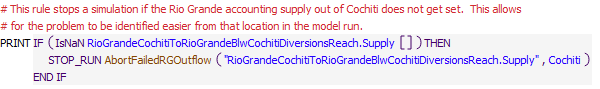 # This rule stops a simulation if the Rio Grande accounting supply out of Cochiti does not get set.  This allows
# for the problem to be identified easier from that location in the model run.
PRINT IF ( IsNaN RioGrandeCochitiToRioGrandeBlwCochitiDiversionsReach.Supply [ ] ) THEN
STOP_RUN AbortFailedRGOutflow ( "RioGrandeCochitiToRioGrandeBlwCochitiDiversionsReach.Supply" , Cochiti )
END IF